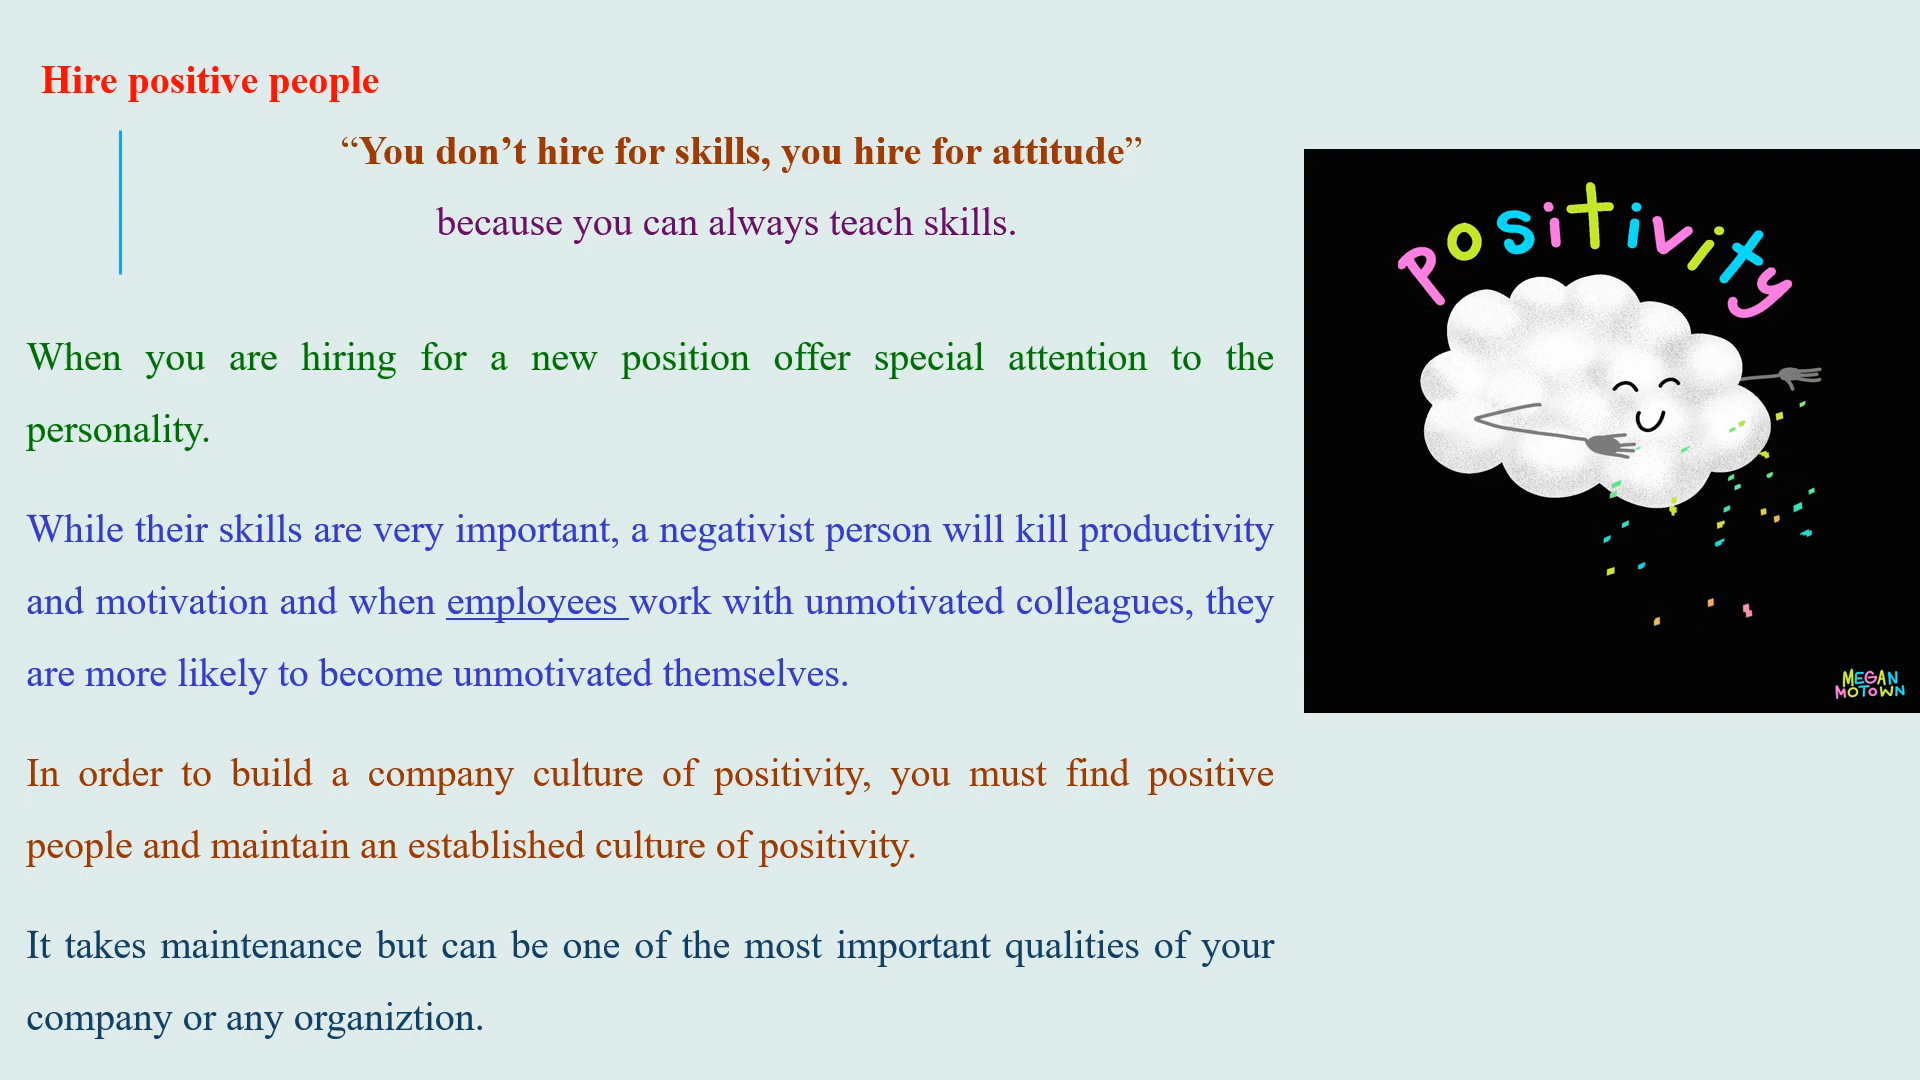 Hire positive people
“You don’t hire for skills, you hire for attitude”
because you can always teach skills.
When you are hiring for a new position offer special attention to the
personality.
While their skills are very important, a negativist person will kill productivity
and motivation and when employees work with unmotivated colleagues, they
are more likely to become unmotivated themselves.
In order to build a company culture of positivity, you must find positive
people and maintain an established culture of positivity.
It takes maintenance but can be one of the most important qualities of your
company or any organiztion.
positivity
MEGAN
MOTOWN